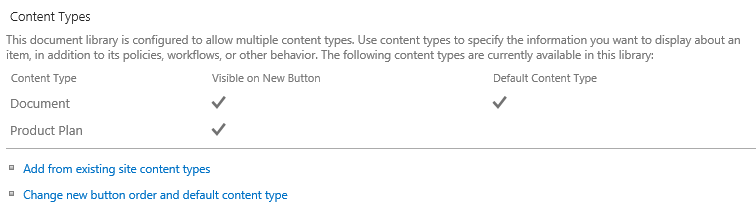 Content Types
This document library is configured to allow multiple content types. Use content types to specify the information you want to display about an
item, in addition to its policies, workflows, or other behavior. The following content types are currently available in this library:
Content Type Visible on New Button Default Content Type
Document
Product Plan
Add from existing site content types
Change new button order and default content type